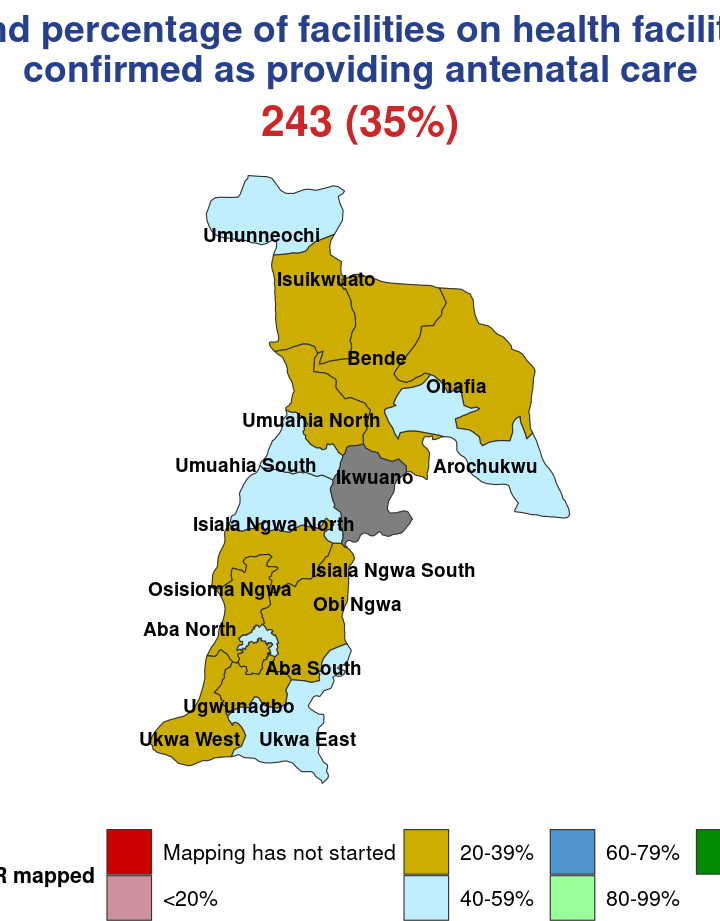 percentage of facilities on health
confirmed as providing antenatal care
243 (35%)
Umunneochi
Isuikwuato
Bende
Ohafia
Umuahia North
Umuahia South
Arochukwu
Ikwuano
Isiala Ngwa North
Isiala Ngwa South
Osisioma Ngwa
Obi Ngwa
Aba North
Aba South
Ugwunagbo
Ukwa West
Ukwa East
mapped
Mapping has not started
20-39%
60-79%
<20%
40-59%
80-99%